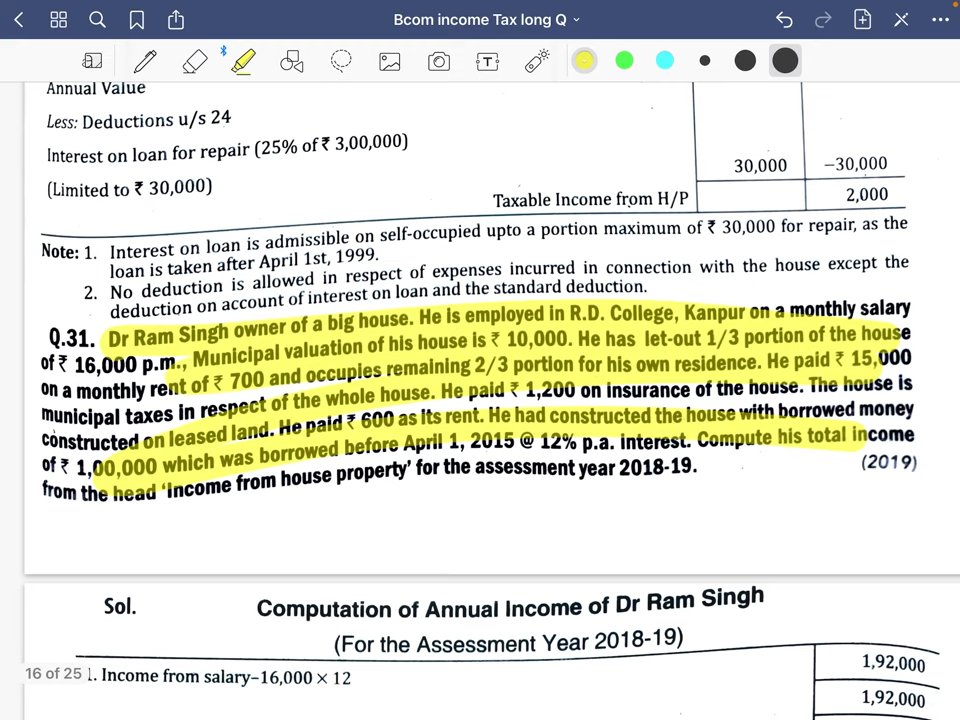 Bcom income Tax long Q
Annual Value
Less: Deductions u/s 24
Interest on loan for repair (25% of ₹ 3,00,000)
(Limited to ₹ 30,000)
30,000 −30,000
Taxable Income from H/P 2,000
Note: 1. Interest on loan is admissible on self-occupied upto a portion maximum of ₹ 30,000 for repair, as the
loan is taken after April 1st, 1999.
2. No deduction is allowed in respect of expenses incurred in connection with the house except the
deduction on account of interest on loan and the standard deduction.
Q.31. Dr Ram Singh owner of a big house. He is employed in R.D. College, Kanpur on a monthly salary
of ₹ 16,000 p.m., Municipal valuation of his house is ₹ 10,000. He has let-out 1/3 portion of the house
on a monthly rent of ₹ 700 and occupies remaining 2/3 portion for his own residence. He paid ₹ 15,000
municipal taxes in respect of the whole house. He paid ₹ 1,200 on insurance of the house. The house is
constructed on leased land. He paid ₹ 600 as its rent. He had constructed the house with borrowed money
of ₹ 1,00,000 which was borrowed before April 1, 2015 @ 12% p.a. interest. Compute his total income
from the head ‘Income from house property’ for the assessment year 2018-19.
(2019)
Sol. Computation of Annual Income of Dr Ram Singh
(For the Assessment Year 2018-19)
16 of 25 1. Income from salary–16,000 × 12 1,92,000
1,92,000